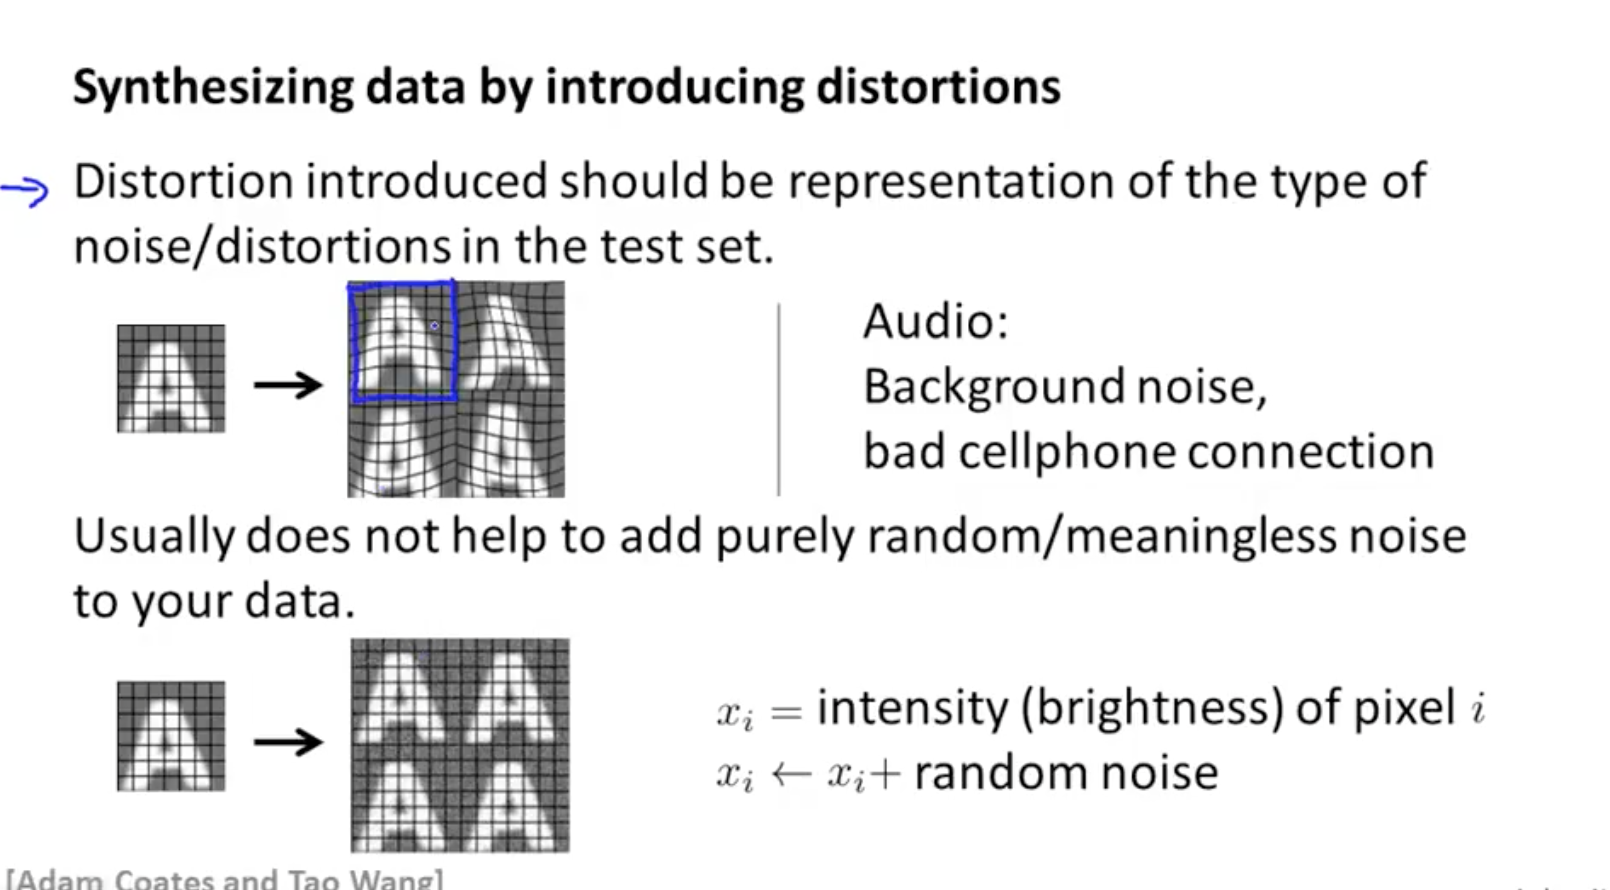 Synthesizing data by introducing distortions
Distortion introduced should be representation of the type of
noise/distortions in the test set.
Audio:
Background noise,
bad cellphone connection
Usually does not help to add purely random/meaningless noise
to your data.
x_i = intensity (brightness) of pixel i
x_i ← x_i + random noise
[Adam Coates and Tao Wang]